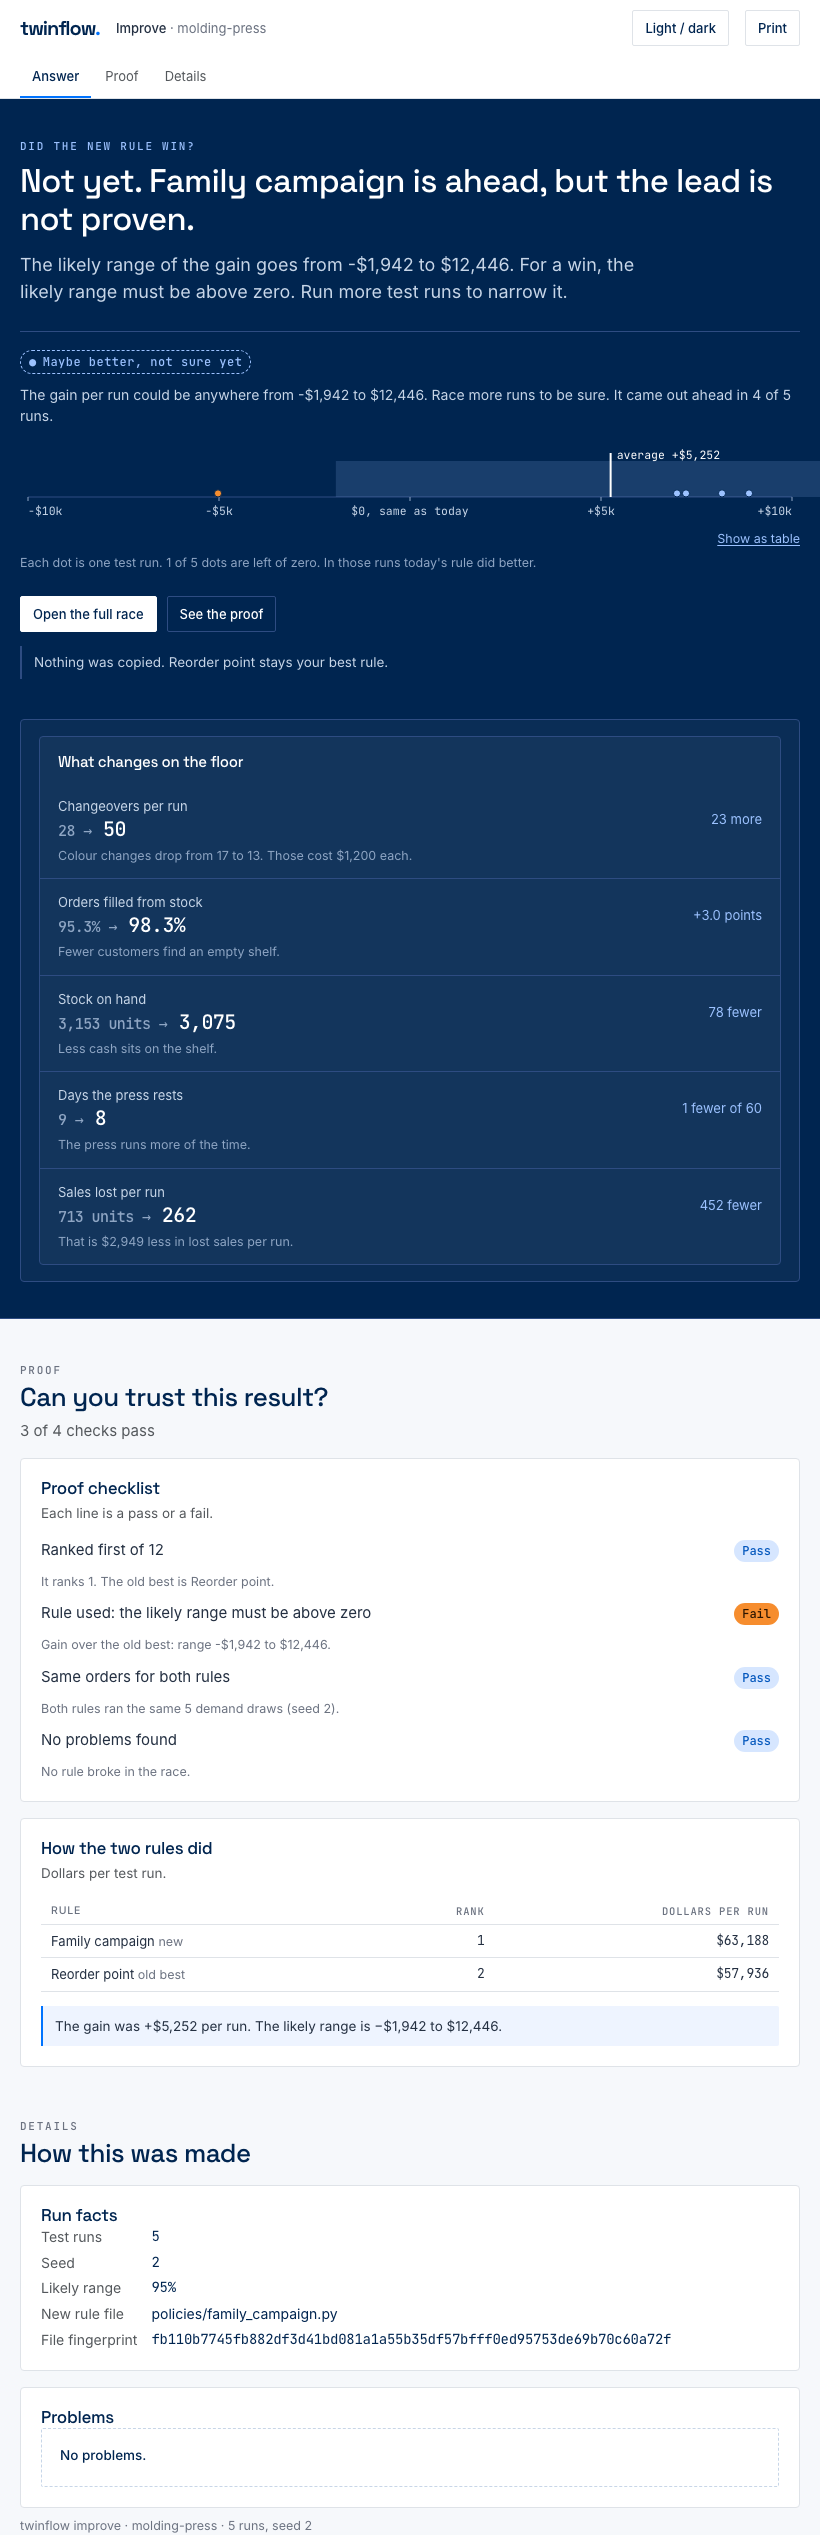 twinflow. Improve · molding-press Light / dark Print
Answer Proof Details
DID THE NEW RULE WIN?
Not yet. Family campaign is ahead, but the lead is
not proven.
The likely range of the gain goes from -$1,942 to $12,446. For a win, the
likely range must be above zero. Run more test runs to narrow it.
Maybe better, not sure yet
The gain per run could be anywhere from -$1,942 to $12,446. Race more runs to be sure. It came out ahead in 4 of 5
runs.
average +$5,252
-$10k -$5k $0, same as today +$5k +$10k
Show as table
Each dot is one test run. 1 of 5 dots are left of zero. In those runs today's rule did better.
Open the full race See the proof
Nothing was copied. Reorder point stays your best rule.
What changes on the floor
Changeovers per run
28 → 50 23 more
Colour changes drop from 17 to 13. Those cost $1,200 each.
Orders filled from stock
95.3% → 98.3% +3.0 points
Fewer customers find an empty shelf.
Stock on hand
3,153 units → 3,075 78 fewer
Less cash sits on the shelf.
Days the press rests
9 → 8 1 fewer of 60
The press runs more of the time.
Sales lost per run
713 units → 262 452 fewer
That is $2,949 less in lost sales per run.
PROOF
Can you trust this result?
3 of 4 checks pass
Proof checklist
Each line is a pass or a fail.
Ranked first of 12 Pass
It ranks 1. The old best is Reorder point.
Rule used: the likely range must be above zero Fail
Gain over the old best: range -$1,942 to $12,446.
Same orders for both rules Pass
Both rules ran the same 5 demand draws (seed 2).
No problems found Pass
No rule broke in the race.
How the two rules did
Dollars per test run.
RULE RANK DOLLARS PER RUN
Family campaign new 1 $63,188
Reorder point old best 2 $57,936
The gain was +$5,252 per run. The likely range is −$1,942 to $12,446.
DETAILS
How this was made
Run facts
Test runs 5
Seed 2
Likely range 95%
New rule file policies/family_campaign.py
File fingerprint fb110b7745fb882df3d41bd081a1a55b35df57bfff0ed95753de69b70c60a72f
Problems
No problems.
twinflow improve · molding-press · 5 runs, seed 2